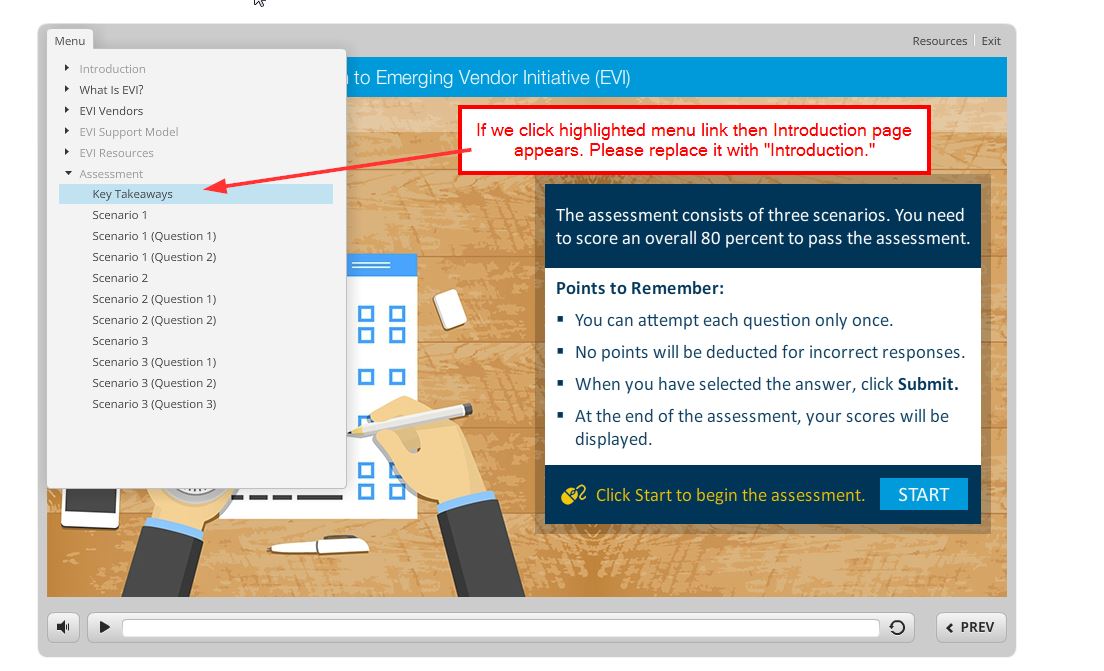 Menu
Resources
Exit
Introduction
What Is EVI?
EVI Vendors
EVI Support Model
EVI Resources
Assessment
Key Takeaways
Scenario 1
Scenario 1 (Question 1)
Scenario 1 (Question 2)
Scenario 2
Scenario 2 (Question 1)
Scenario 2 (Question 2)
Scenario 3
Scenario 3 (Question 1)
Scenario 3 (Question 2)
Scenario 3 (Question 3)
to Emerging Vendor Initiative (EVI)
If we click highlighted menu link then Introduction page
appears. Please replace it with "Introduction."
The assessment consists of three scenarios. You need
to score an overall 80 percent to pass the assessment.
Points to Remember:
▪ You can attempt each question only once.
▪ No points will be deducted for incorrect responses.
▪ When you have selected the answer, click Submit.
▪ At the end of the assessment, your scores will be
displayed.
Click Start to begin the assessment.
START
PREV